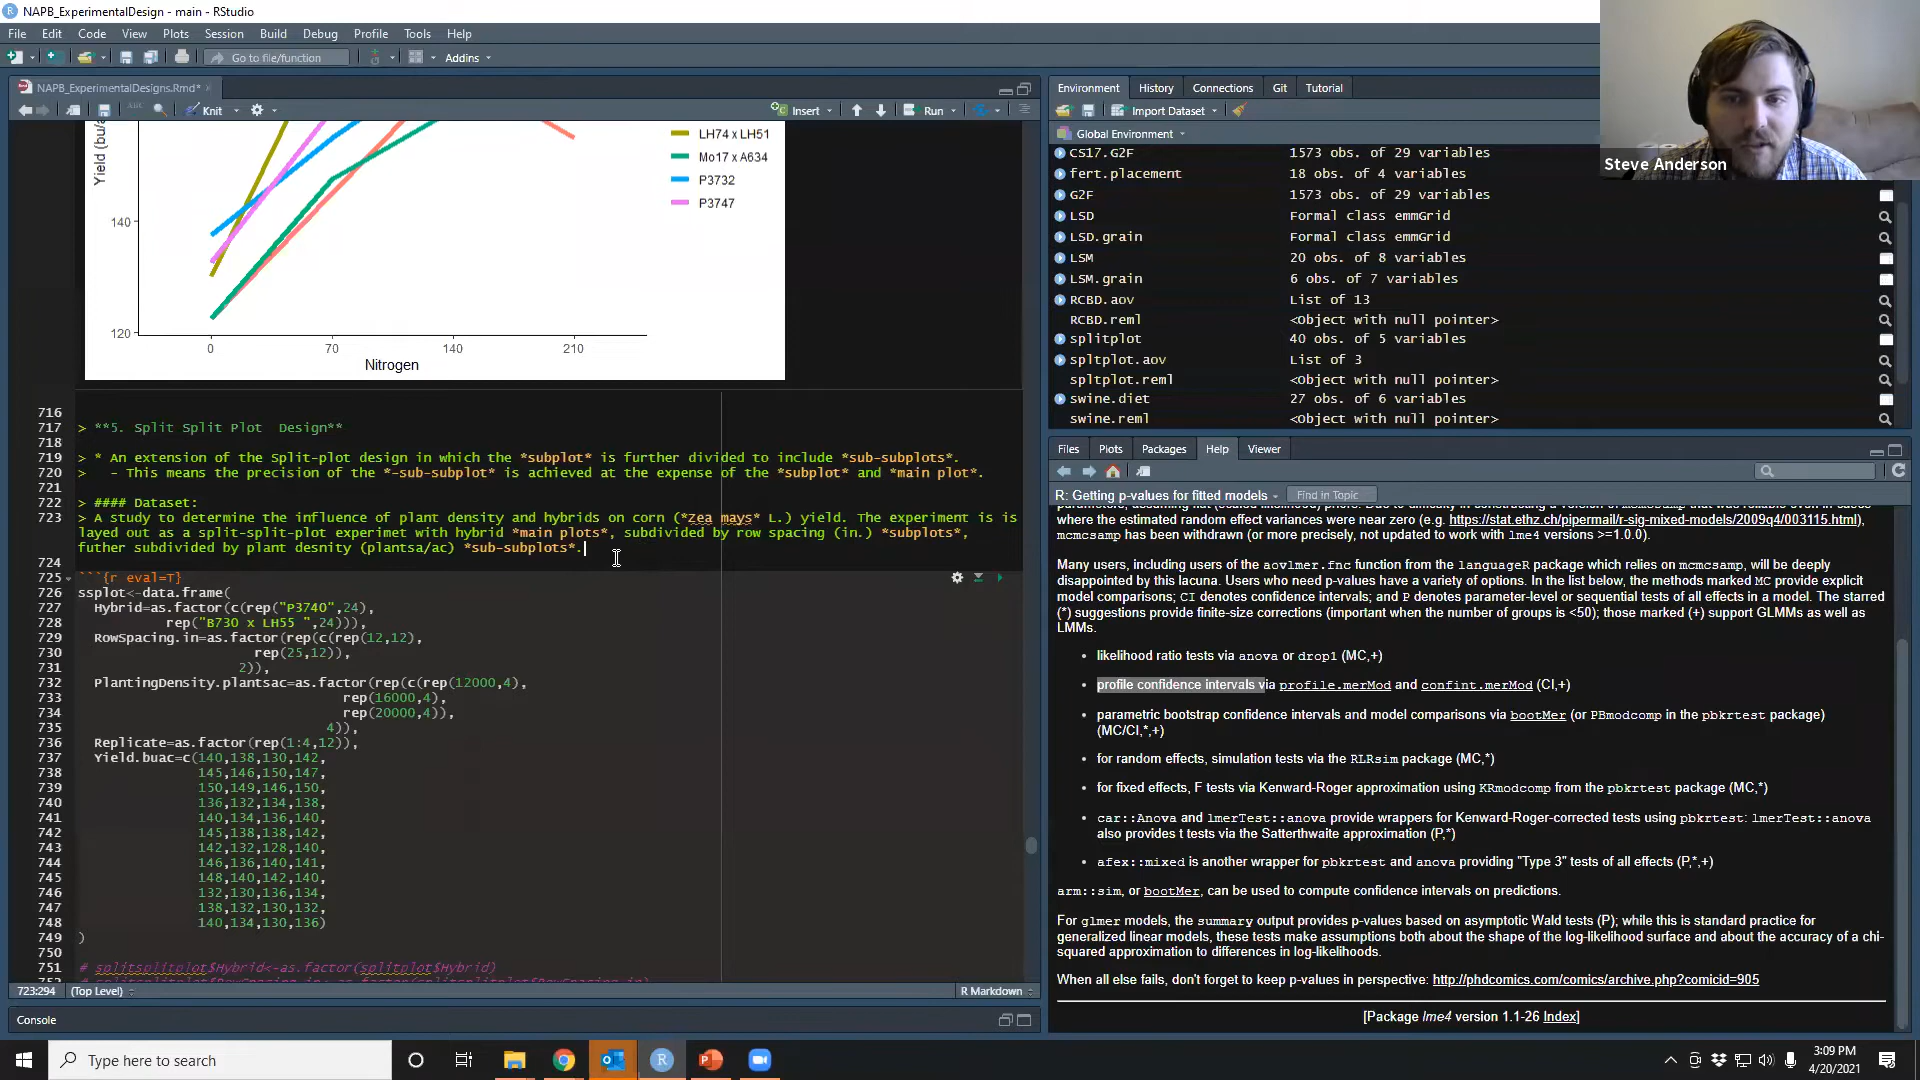 NAPB_ExperimentalDesign - main - RStudio
File Edit Code View Plots Session Build Debug Profile Tools Help
Go to file/function Addins
NAPB_ExperimentalDesigns.Rmd*
Knit Insert Run
Yield (bu/a
140
120
0 70 140 210
Nitrogen
LH74 x LH51
Mo17 x A634
P3732
P3747
716
717 > **5. Split Split Plot  Design**
718
719 > * An extension of the Split-plot design in which the *subplot* is further divided to include *sub-subplots*.
720 >   - This means the precision of the *-sub-subplot* is achieved at the expense of the *subplot* and *main plot*.
721
722 > #### Dataset:
723 > A study to determine the influence of plant density and hybrids on corn (*Zea mays* L.) yield. The experiment is is
layed out as a split-split-plot experimet with hybrid *main plots*, subdivided by row spacing (in.) *subplots*,
futher subdivided by plant desnity (plantsa/ac) *sub-subplots*.
724
725 ```{r eval=T}
726 ssplot<-data.frame(
727 Hybrid=as.factor(c(rep("P3740",24),
728 rep("B730 x LH55 ",24))),
729 RowSpacing.in=as.factor(rep(c(rep(12,12),
730 rep(25,12)),
731 2)),
732 PlantingDensity.plantsac=as.factor(rep(c(rep(12000,4),
733 rep(16000,4),
734 rep(20000,4)),
735 4)),
736 Replicate=as.factor(rep(1:4,12)),
737 Yield.buac=c(140,138,130,142,
738 145,146,150,147,
739 150,149,146,150,
740 136,132,134,138,
741 140,134,136,140,
742 145,138,138,142,
743 142,132,128,140,
744 146,136,140,141,
745 148,140,142,140,
746 132,130,136,134,
747 138,132,130,132,
748 140,134,130,136)
749 )
750
751 # splitsplitplot$Hybrid<-as.factor(splitplot$Hybrid)
723:294 (Top Level) R Markdown
Console
Environment History Connections Git Tutorial
Import Dataset
Global Environment
CS17.G2F 1573 obs. of 29 variables
fert.placement 18 obs. of 4 variables
G2F 1573 obs. of 29 variables
LSD Formal class emmGrid
LSD.grain Formal class emmGrid
LSM 20 obs. of 8 variables
LSM.grain 6 obs. of 7 variables
RCBD.aov List of 13
RCBD.reml <Object with null pointer>
splitplot 40 obs. of 5 variables
spltplot.aov List of 3
spltplot.reml <Object with null pointer>
swine.diet 27 obs. of 6 variables
swine.reml <Object with null pointer>
Steve Anderson
Files Plots Packages Help Viewer
R: Getting p-values for fitted models Find in Topic
where the estimated random effect variances were near zero (e.g. https://stat.ethz.ch/pipermail/r-sig-mixed-models/2009q4/003115.html),
mcmcsamp has been withdrawn (or more precisely, not updated to work with lme4 versions >=1.0.0).
Many users, including users of the aovlmer.fnc function from the languageR package which relies on mcmcsamp, will be deeply
disappointed by this lacuna. Users who need p-values have a variety of options. In the list below, the methods marked MC provide explicit
model comparisons; CI denotes confidence intervals; and P denotes parameter-level or sequential tests of all effects in a model. The starred
(*) suggestions provide finite-size corrections (important when the number of groups is <50); those marked (+) support GLMMs as well as
LMMs.
• likelihood ratio tests via anova or drop1 (MC,+)
• profile confidence intervals via profile.merMod and confint.merMod (CI,+)
• parametric bootstrap confidence intervals and model comparisons via bootMer (or PBmodcomp in the pbkrtest package)
(MC/CI,*,+)
• for random effects, simulation tests via the RLRsim package (MC,*)
• for fixed effects, F tests via Kenward-Roger approximation using KRmodcomp from the pbkrtest package (MC,*)
• car::Anova and lmerTest::anova provide wrappers for Kenward-Roger-corrected tests using pbkrtest: lmerTest::anova
also provides t tests via the Satterthwaite approximation (P,*)
• afex::mixed is another wrapper for pbkrtest and anova providing "Type 3" tests of all effects (P,*,+)
arm::sim, or bootMer, can be used to compute confidence intervals on predictions.
For glmer models, the summary output provides p-values based on asymptotic Wald tests (P); while this is standard practice for
generalized linear models, these tests make assumptions both about the shape of the log-likelihood surface and about the accuracy of a chi-
squared approximation to differences in log-likelihoods.
When all else fails, don't forget to keep p-values in perspective: http://phdcomics.com/comics/archive.php?comicid=905
[Package lme4 version 1.1-26 Index]
Type here to search
3:09 PM
4/20/2021